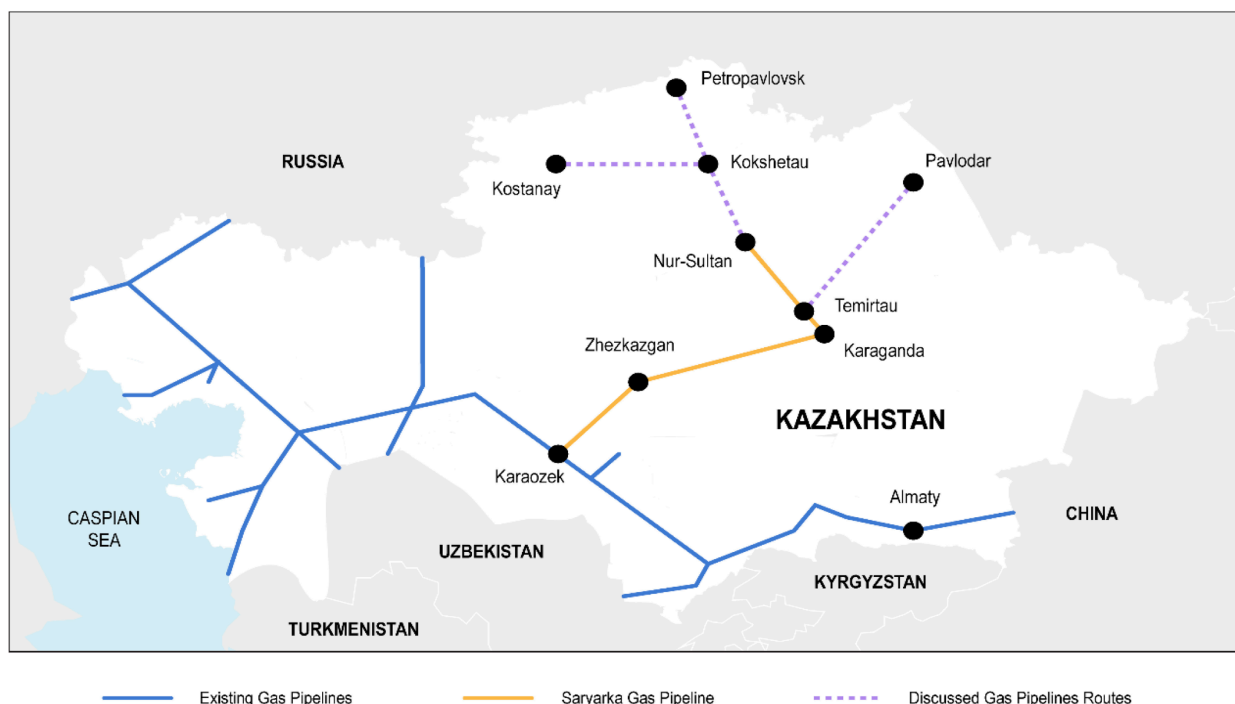 Petropavlovsk
RUSSIA
Kokshetau
Pavlodar
Kostanay
Nur-Sultan
Temirtau
Zhezkazgan
Karaganda
KAZAKHSTAN
Karaozek
Almaty
CASPIAN
SEA
CHINA
UZBEKISTAN
KYRGYZSTAN
TURKMENISTAN
Existing Gas Pipelines
Sarvarka Gas Pipeline
Discussed Gas Pipelines Routes